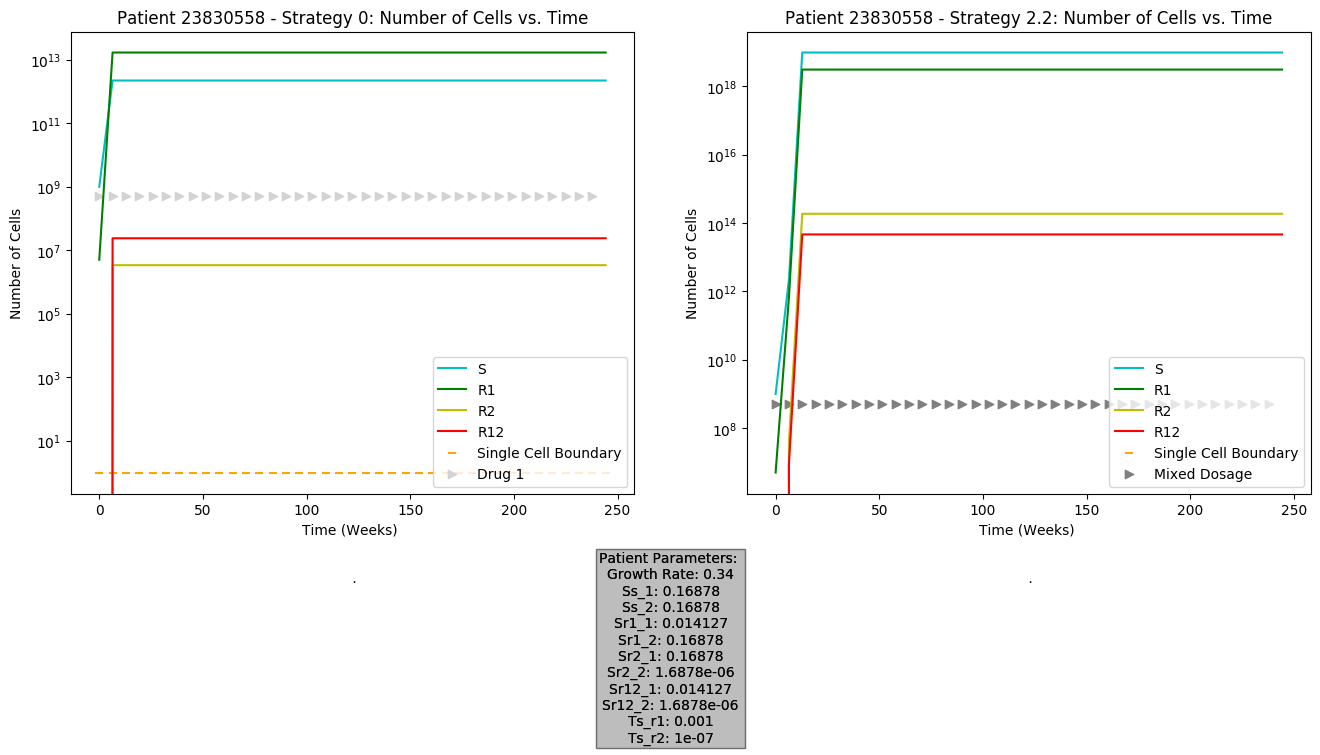 Patient 23830558 - Strategy 0: Number of Cells vs. Time
Number of Cells
10^13
10^11
10^9
10^7
10^5
10^3
10^1
0 50 100 150 200 250
Time (Weeks)
S
R1
R2
R12
Single Cell Boundary
Drug 1
.
Patient 23830558 - Strategy 2.2: Number of Cells vs. Time
Number of Cells
10^18
10^16
10^14
10^12
10^10
10^8
0 50 100 150 200 250
Time (Weeks)
S
R1
R2
R12
Single Cell Boundary
Mixed Dosage
.
Patient Parameters:
Growth Rate: 0.34
Ss_1: 0.16878
Ss_2: 0.16878
Sr1_1: 0.014127
Sr1_2: 0.16878
Sr2_1: 0.16878
Sr2_2: 1.6878e-06
Sr12_1: 0.014127
Sr12_2: 1.6878e-06
Ts_r1: 0.001
Ts_r2: 1e-07